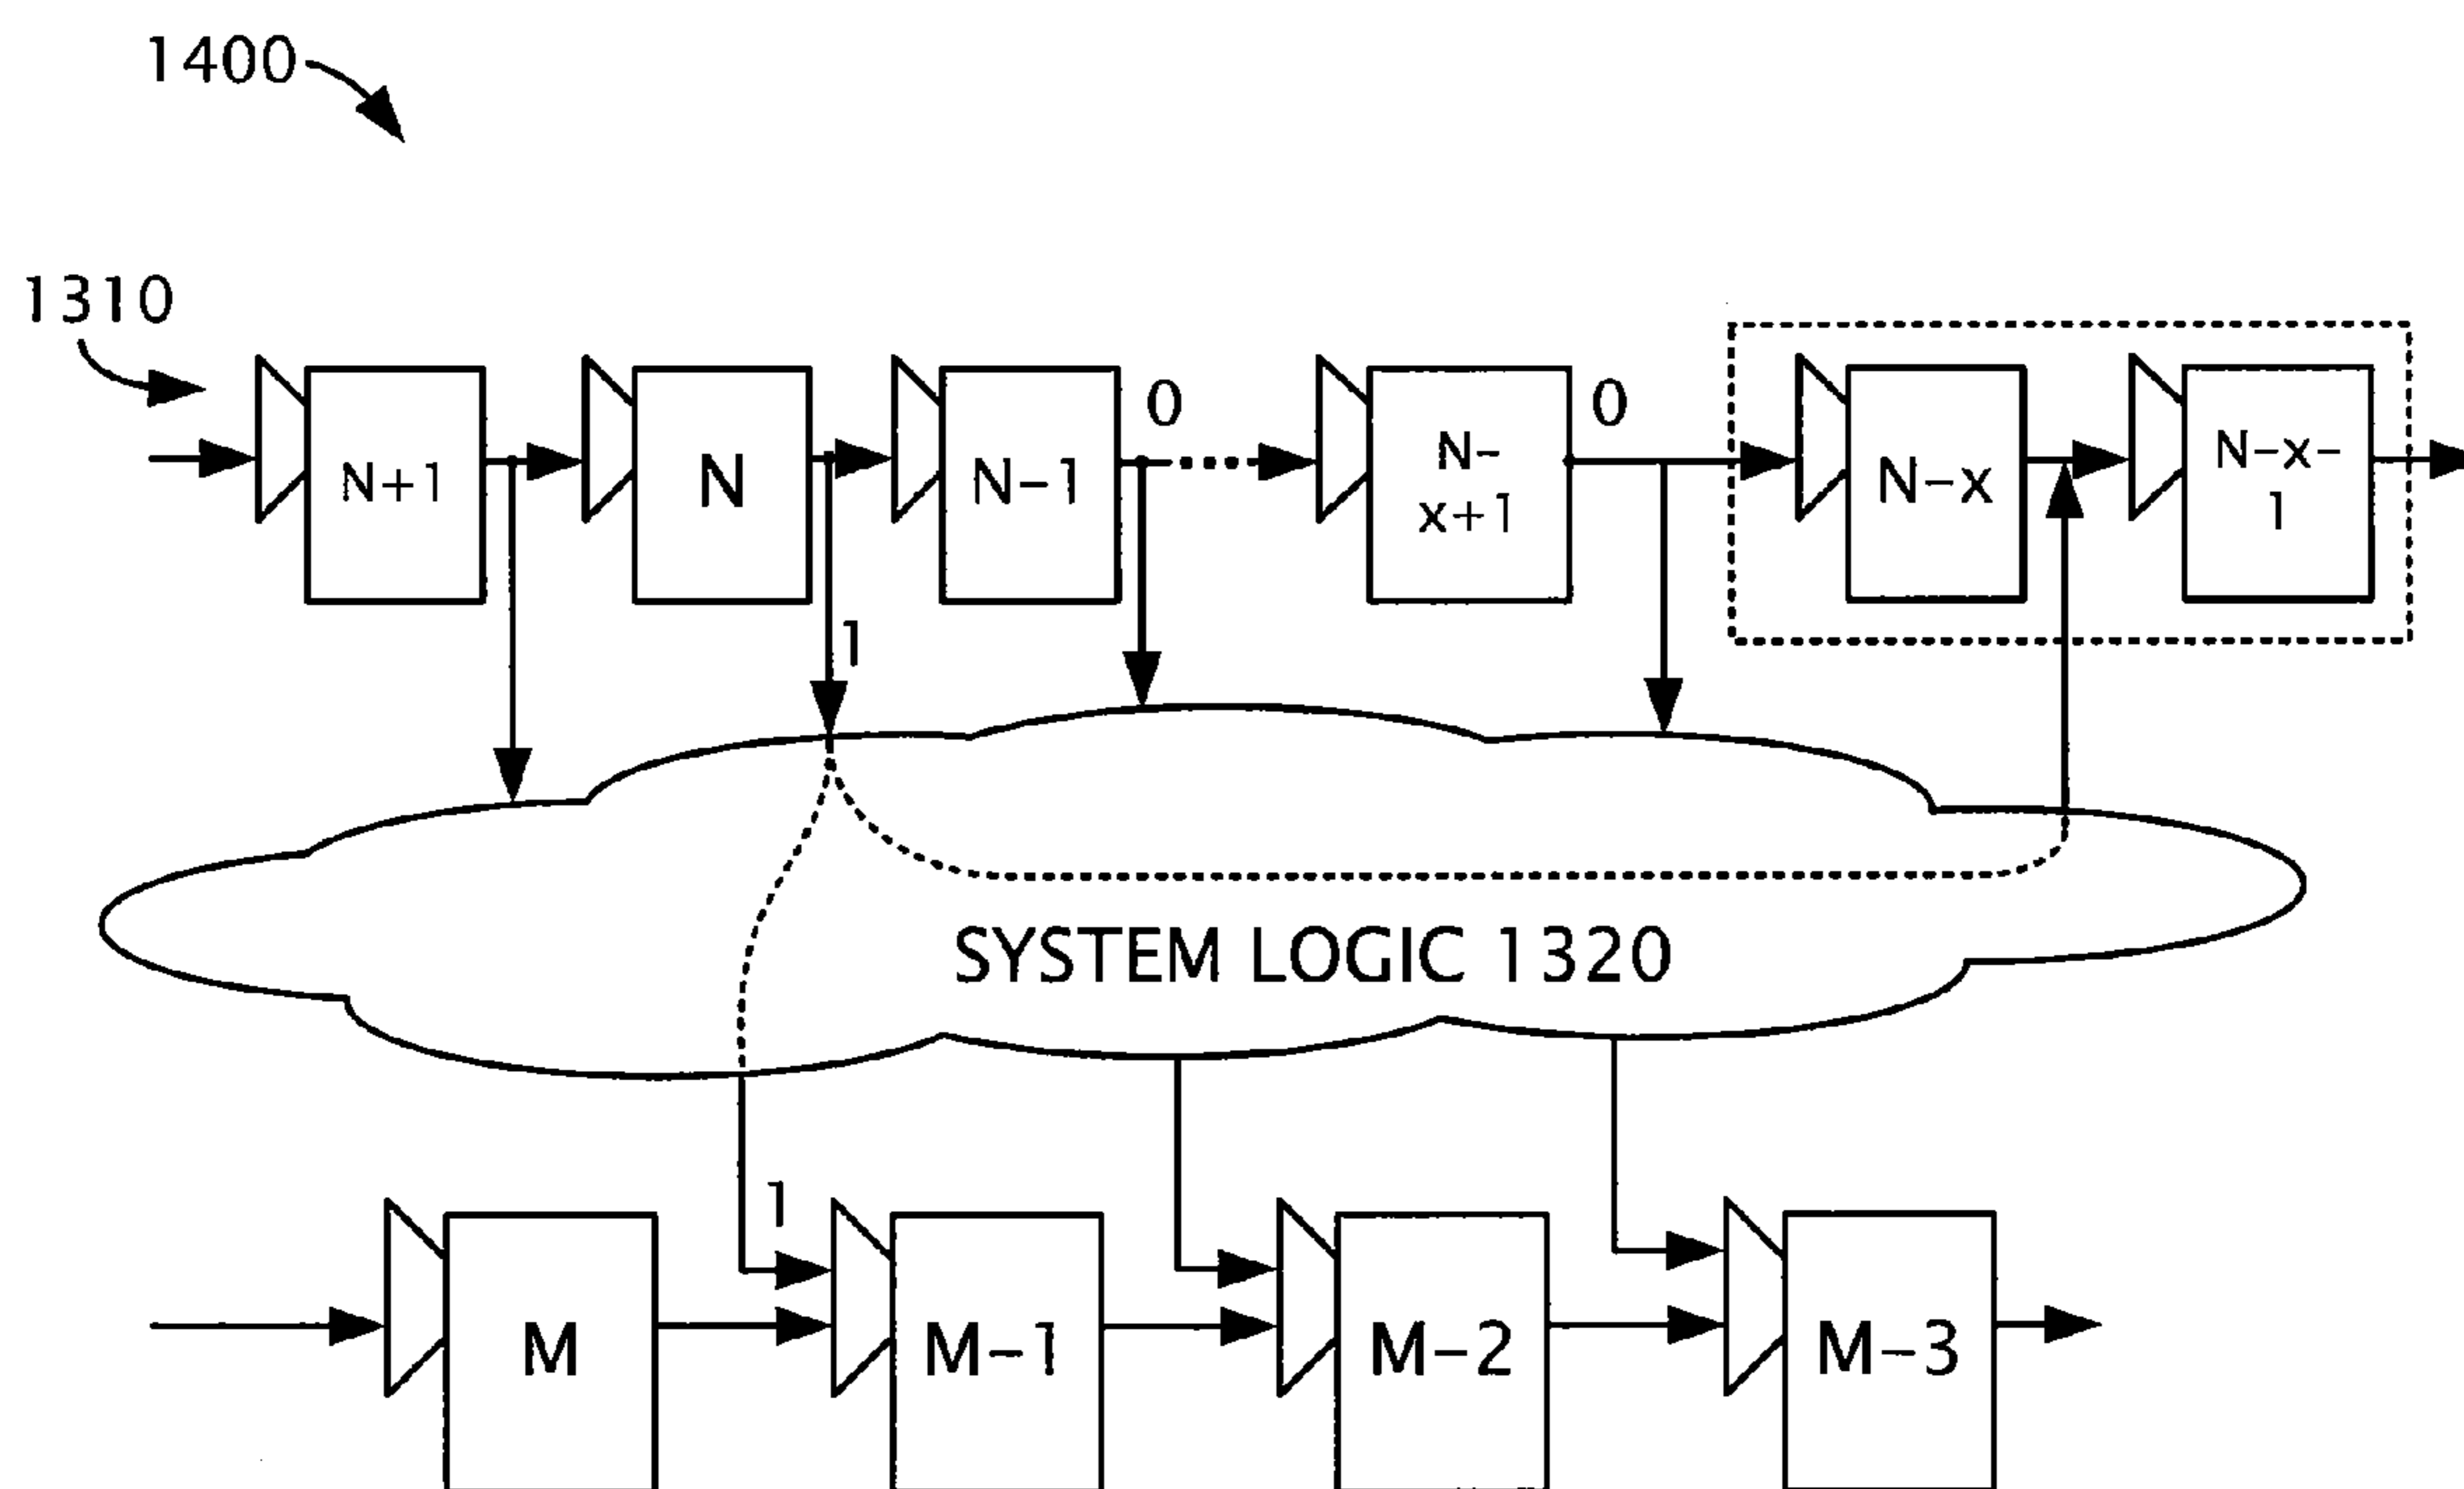 1400
1310
0
0
N+1
N
N-1
N-
x+1
N-x
N-x-
1
1
SYSTEM LOGIC 1320
1
M
M-1
M-2
M-3